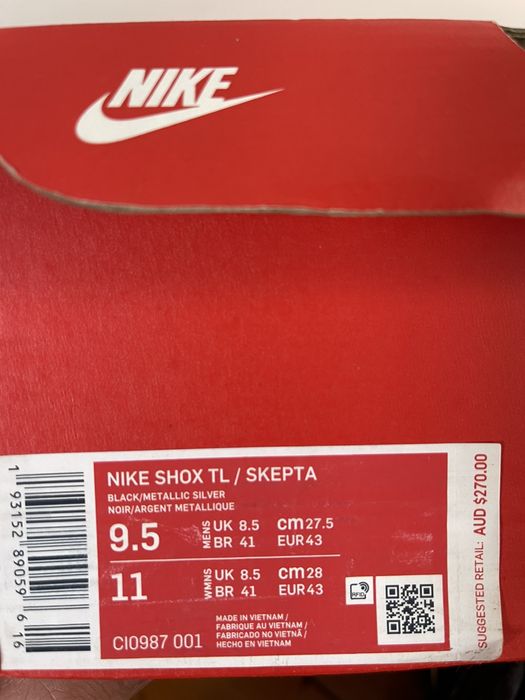 NIKE
NIKE SHOX TL / SKEPTA
BLACK/METALLIC SILVER
NOIR/ARGENT METALLIQUE
9.5 MENS UK 8.5 cm 27.5
BR 41 EUR 43
11 WMNS UK 8.5 cm 28
BR 41 EUR 43
RFID
CI0987 001
MADE IN VIETNAM /
FABRIQUE AU VIETNAM /
FABRICADO NO VIETNÃ /
HECHO EN VIETNAM
1 93152 89059 6 16
SUGGESTED RETAIL: AUD $270.00